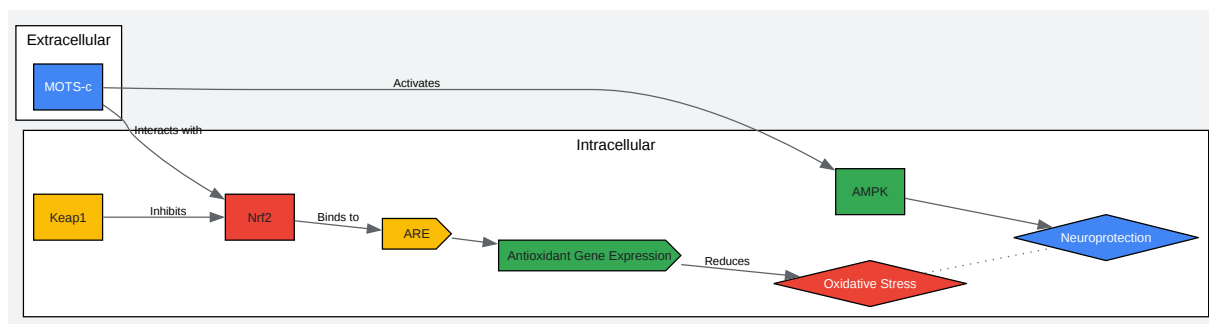 Extracellular
MOTS-c
Activates
Interacts with
Intracellular
AMPK
Keap1
Inhibits
Nrf2
Binds to
ARE
Neuroprotection
Antioxidant Gene Expression
Reduces
Oxidative Stress